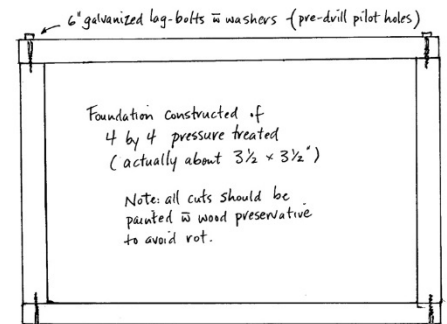 6" galvanized lag-bolts w̅ washers (pre-drill pilot holes)
Foundation constructed of
4 by 4 pressure treated
(actually about 3½ × 3½")
Note: all cuts should be
painted w̅ wood preservative
to avoid rot.